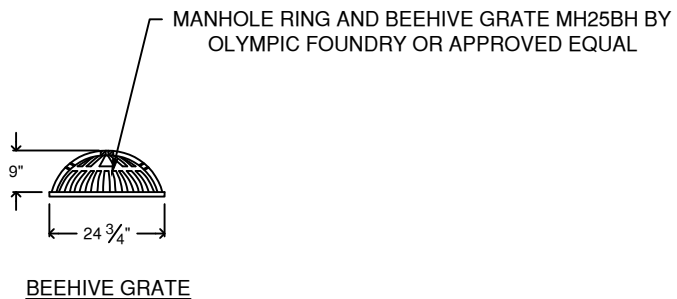 MANHOLE RING AND BEEHIVE GRATE MH25BH BY
OLYMPIC FOUNDRY OR APPROVED EQUAL
9"
24 3/4"
BEEHIVE GRATE